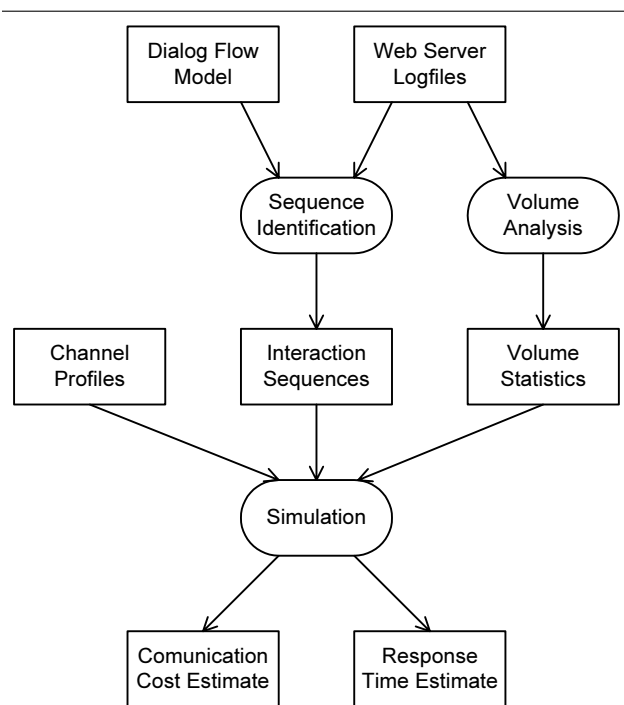 Dialog Flow
Model
Web Server
Logfiles
Sequence
Identification
Volume
Analysis
Channel
Profiles
Interaction
Sequences
Volume
Statistics
Simulation
Comunication
Cost Estimate
Response
Time Estimate